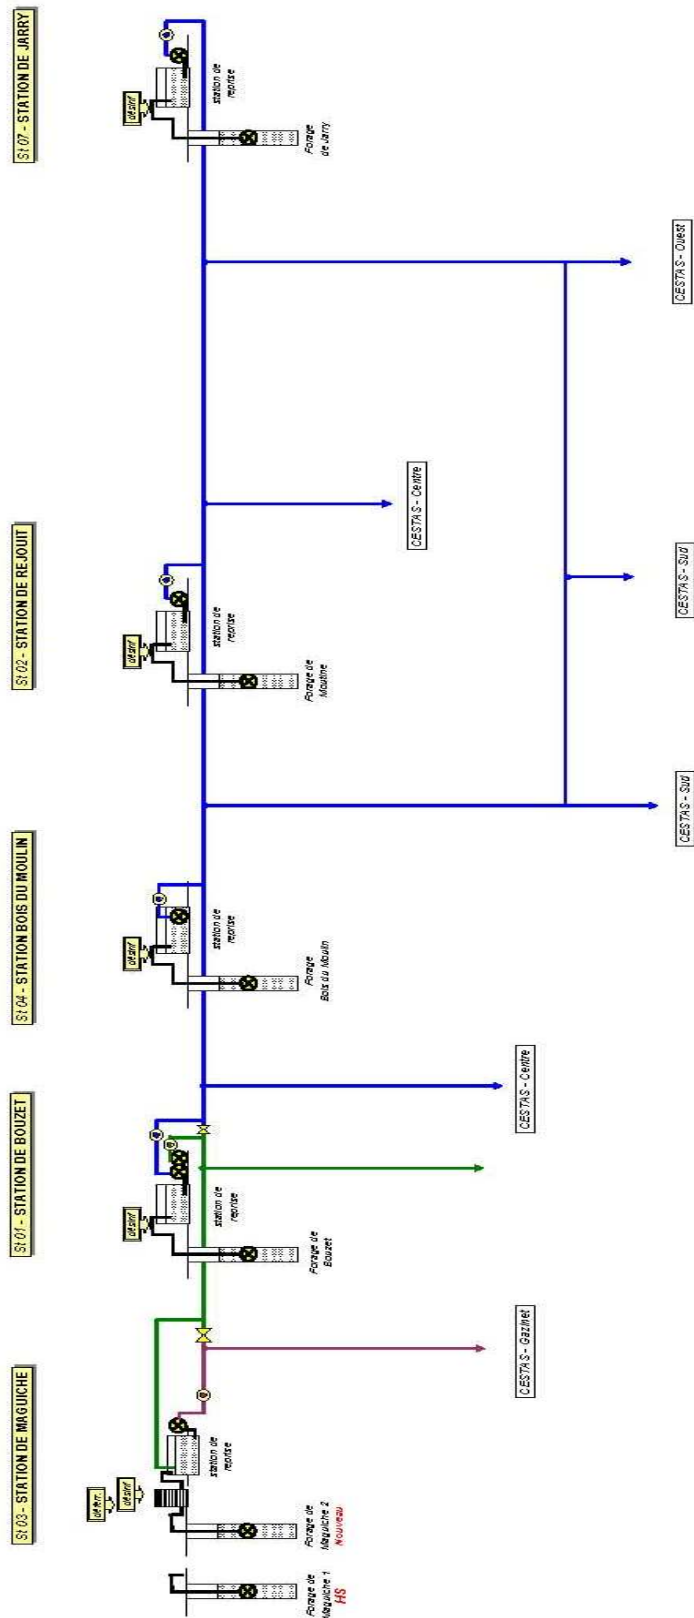 St 03 - STATION DE MAGUICHE
St 01 - STATION DE BOUZET
St 04 - STATION BOIS DU MOULIN
St 02 - STATION DE REJOUIT
St 07 - STATION DE JARRY
déferr.
désinf
désinf
désinf
désinf
désinf
station de
reprise
station de
reprise
station de
reprise
station de
reprise
station de
reprise
Forage de
Maguiche 1
HS
Forage de
Maguiche 2
Nouveau
Forage de
Bouzet
Forage
Bois du Moulin
Forage de
Moutine
Forage
de Jarry
CESTAS - Gazinet
CESTAS - Centre
CESTAS - Sud
CESTAS - Centre
CESTAS - Sud
CESTAS - Ouest